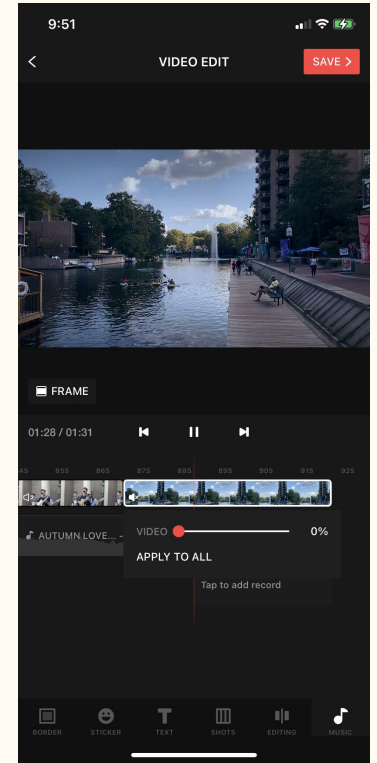 9:51
VIDEO EDIT
SAVE >
FRAME
01:28 / 01:31
4S 85S 86S 87S 88S 89S 90S 91S 92S
AUTUMN LOVE... -
VIDEO 0%
APPLY TO ALL
Tap to add record
BORDER STICKER TEXT SHOTS EDITING MUSIC